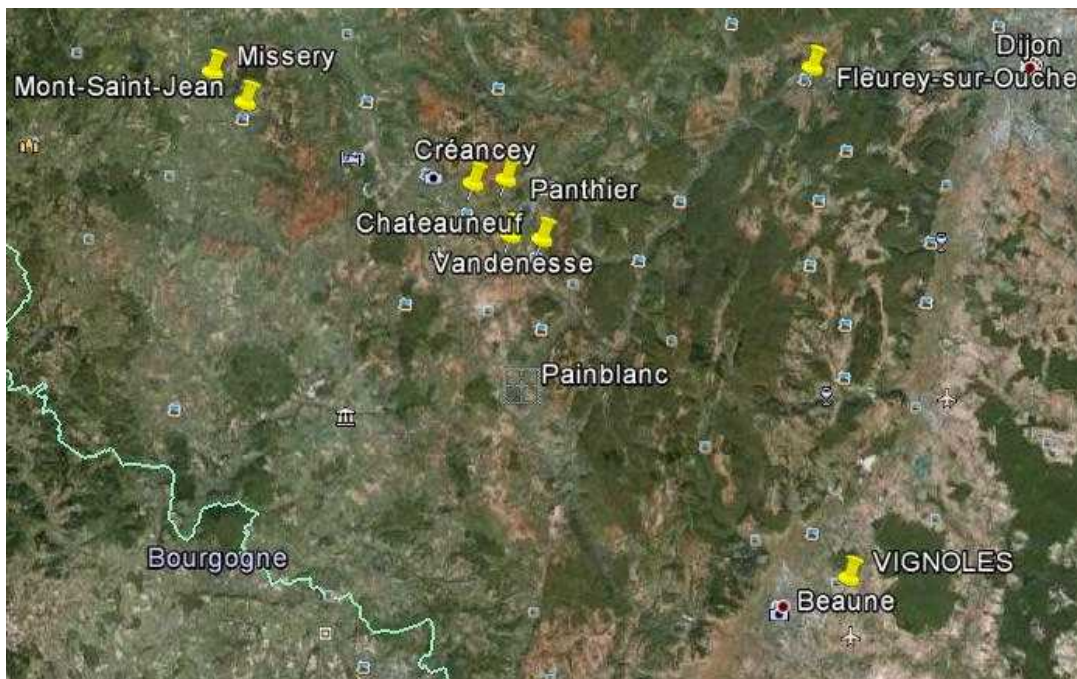 Missery
Dijon
Mont-Saint-Jean
Fleurey-sur-Ouche
Créancey
Panthier
Chateauneuf
Vandenesse
Painblanc
Bourgogne
VIGNOLES
Beaune